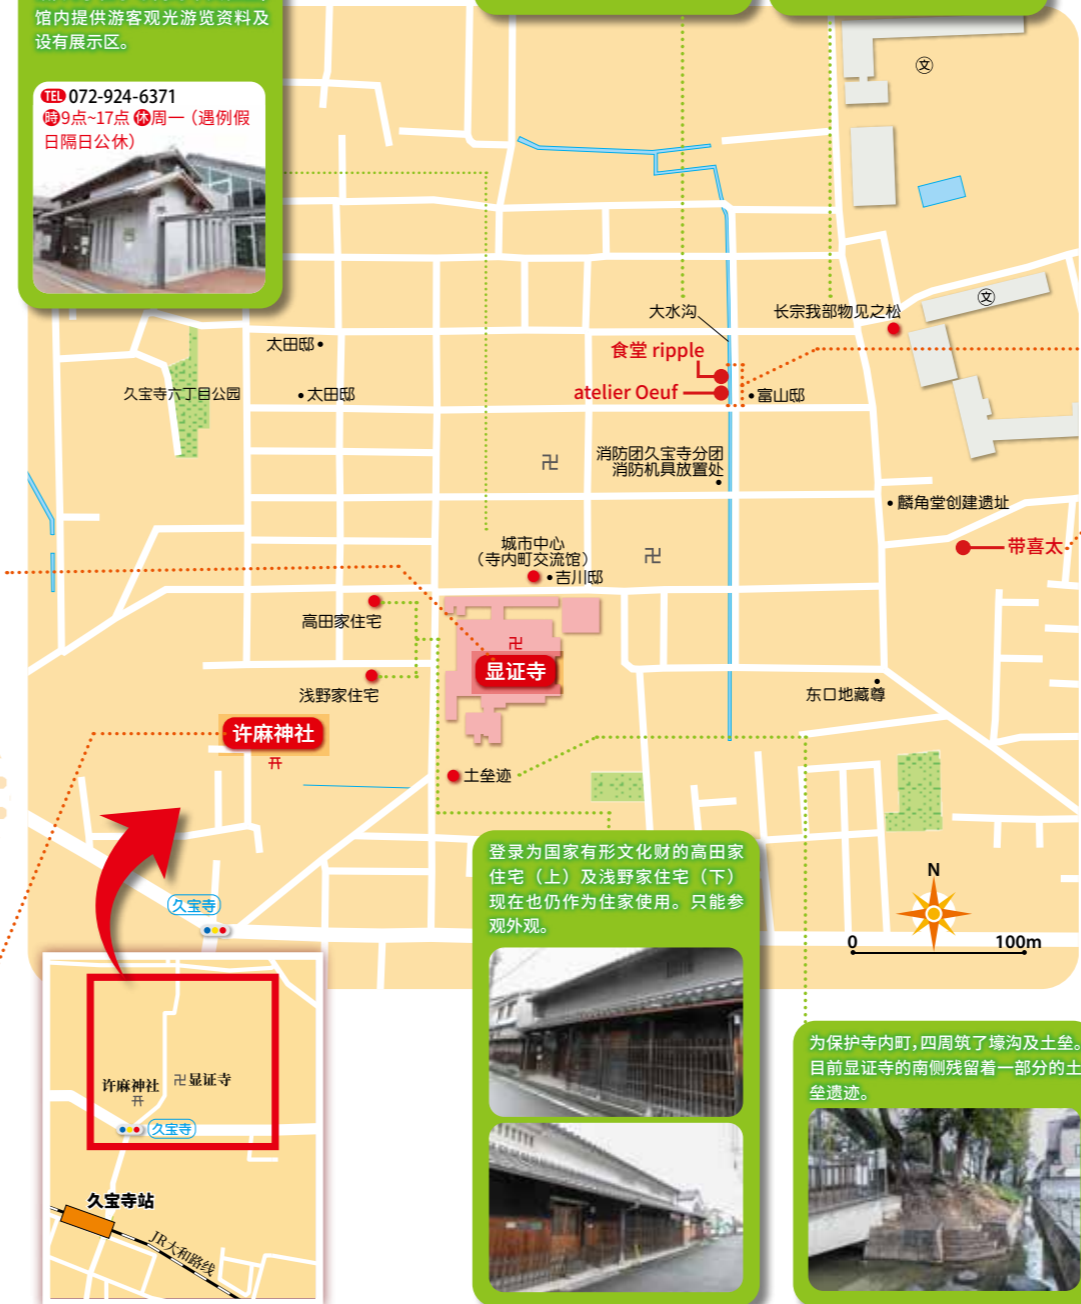 馆内提供游客观光游览资料及
设有展示区。
TEL 072-924-6371
時9点~17点 休周一（遇例假
日隔日公休）
文
文
大水沟
长宗我部物见之松
太田邸
食堂 ripple
atelier Oeuf
久宝寺六丁目公园
太田邸
富山邸
卍
消防团久宝寺分团
消防机具放置处
麟角堂创建遗址
城市中心
（寺内町交流馆）
卍
带喜太
吉川邸
高田家住宅
卍
显证寺
浅野家住宅
东口地藏尊
许麻神社
土垒迹
久宝寺
登录为国家有形文化财的高田家
住宅（上）及浅野家住宅（下）
现在也仍作为住家使用。只能参
观外观。
N
0 100m
为保护寺内町,四周筑了壕沟及土垒。
目前显证寺的南侧残留着一部分的土
垒遗迹。
许麻神社
卍显证寺
久宝寺
久宝寺站
JR大和路线